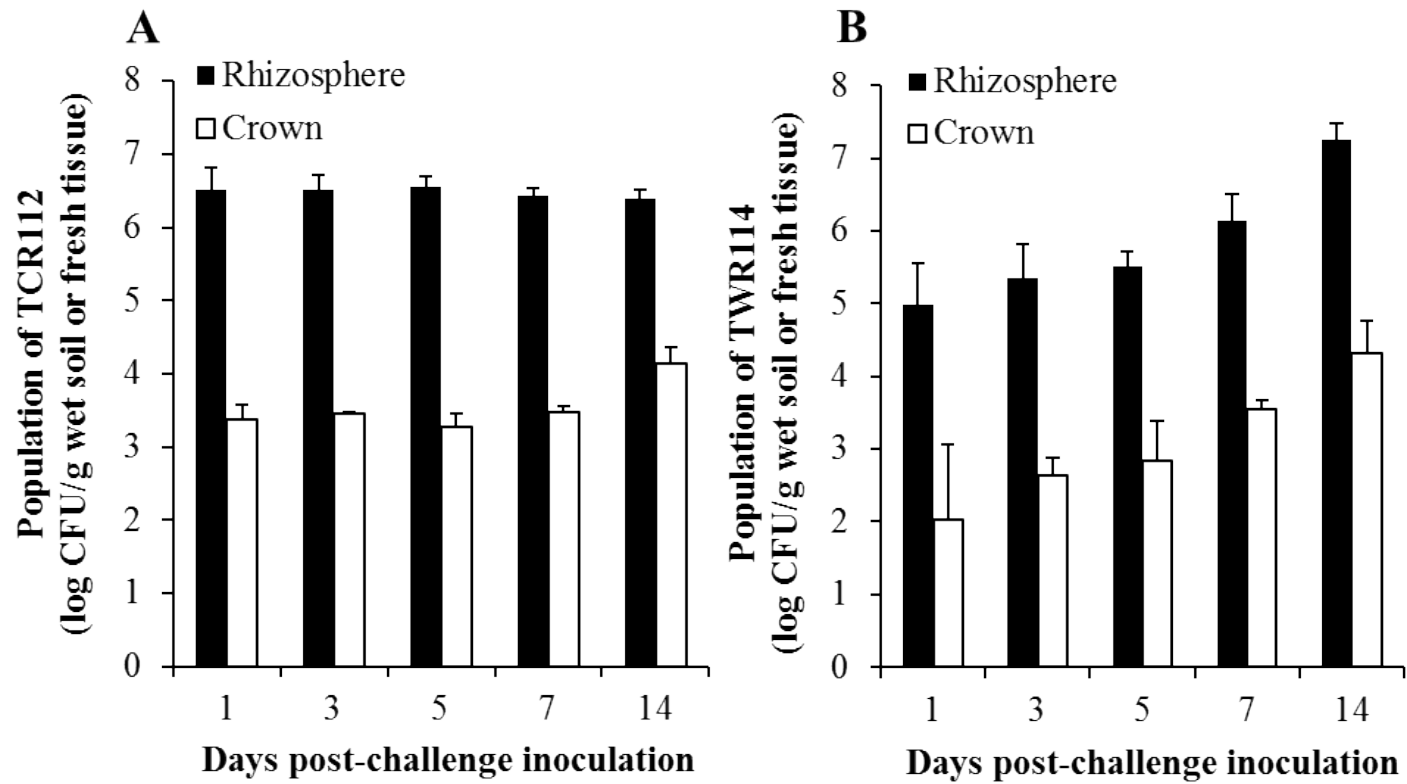 A
Rhizosphere
Crown
Population of TCR112
(log CFU/g wet soil or fresh tissue)
8
7
6
5
4
3
2
1
0
1 3 5 7 14
Days post-challenge inoculation
B
Rhizosphere
Crown
Population of TWR114
(log CFU/g wet soil or fresh tissue)
8
7
6
5
4
3
2
1
0
1 3 5 7 14
Days post-challenge inoculation